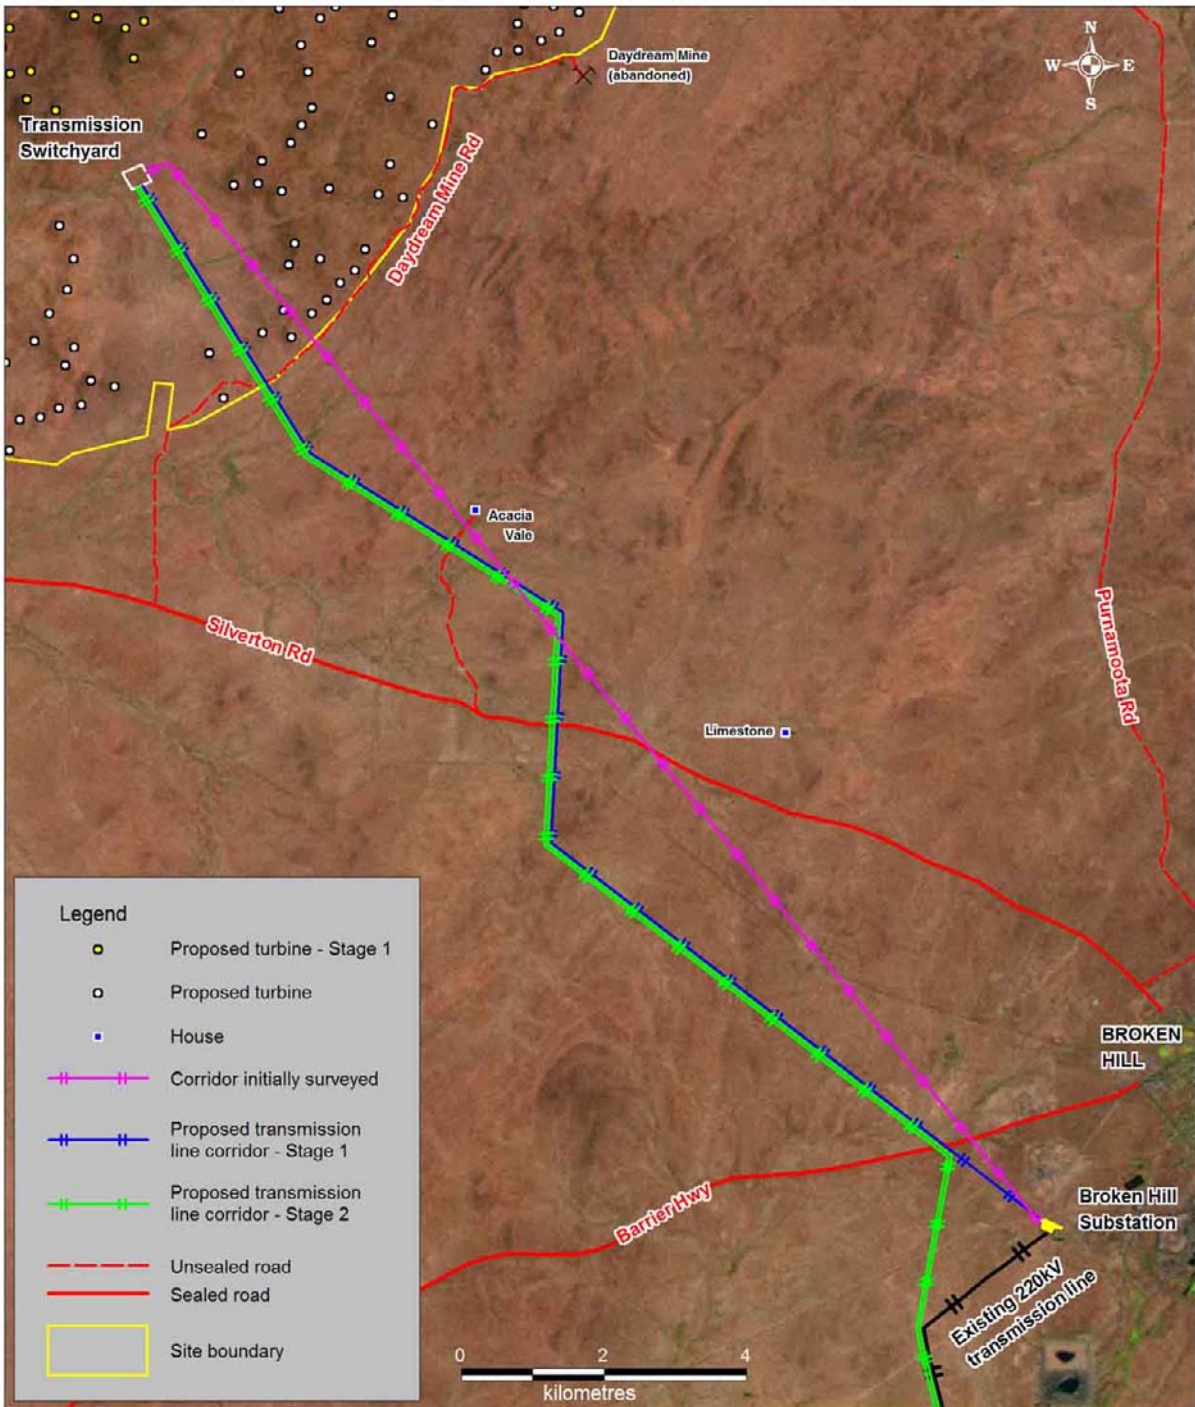 N
W E
S
Daydream Mine
(abandoned)
Transmission
Switchyard
Daydream Mine Rd
Acacia
Vale
Silverton Rd
Purnamoota Rd
Limestone
Legend
Proposed turbine - Stage 1
Proposed turbine
House
Corridor initially surveyed
Proposed transmission
line corridor - Stage 1
Proposed transmission
line corridor - Stage 2
Unsealed road
Sealed road
Site boundary
BROKEN
HILL
Barrier Hwy
Broken Hill
Substation
Existing 220kV
transmission line
0 2 4
kilometres